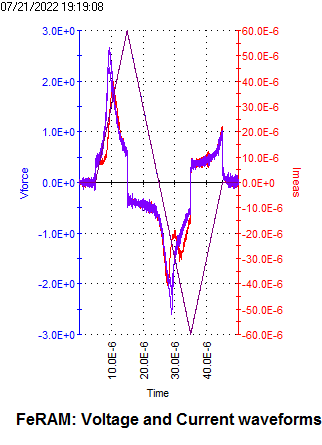 07/21/2022 19:19:08
3.0E+0
2.0E+0
1.0E+0
0.0E+0
-1.0E+0
-2.0E+0
-3.0E+0
Vforce
60.0E-6
50.0E-6
40.0E-6
30.0E-6
20.0E-6
10.0E-6
0.0E+0
-10.0E-6
-20.0E-6
-30.0E-6
-40.0E-6
-50.0E-6
-60.0E-6
Imeas
10.0E-6
20.0E-6
30.0E-6
40.0E-6
Time
FeRAM: Voltage and Current waveforms